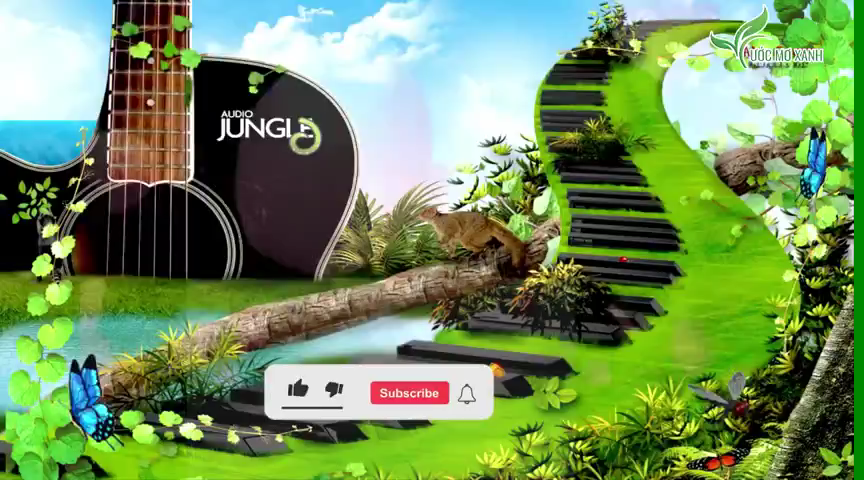 ƯỚC MƠ XANH
AUDIO
JUNGLE
Subscribe